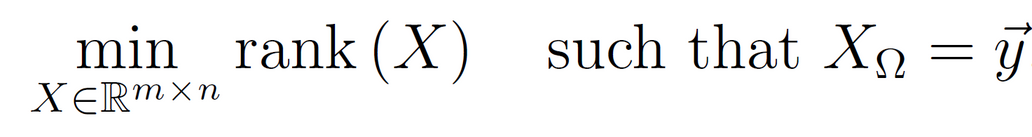 min rank (X) such that X_Ω = y⃗
X∈ℝ^{m×n}